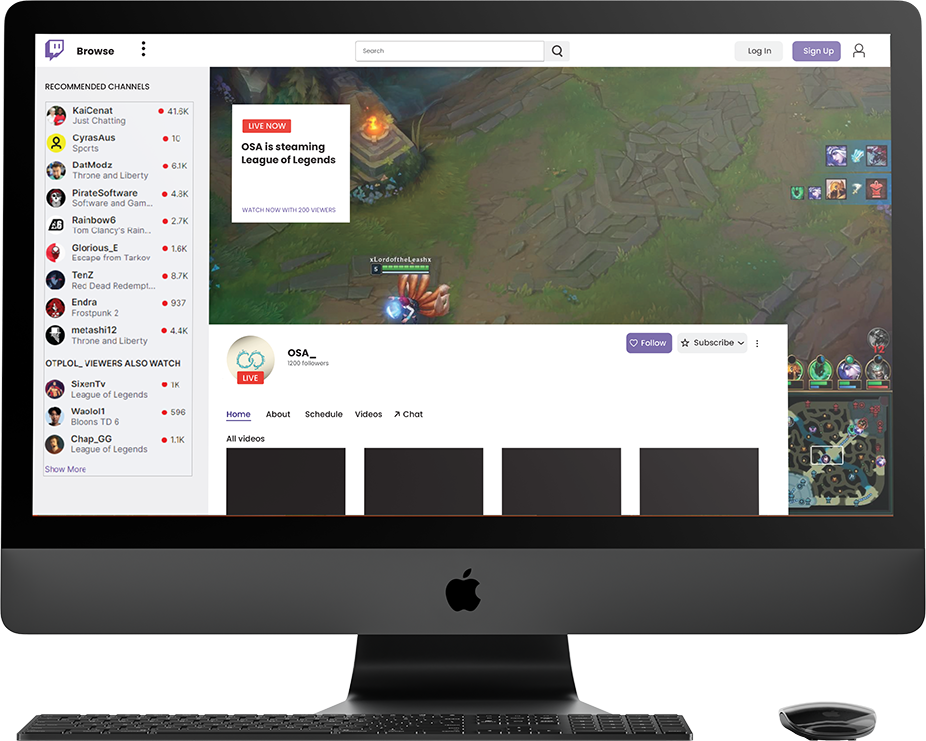 Browse
Search
Log In
Sign Up
RECOMMENDED CHANNELS
KaiCenat 41.8K
Just Chatting
CyrasAus 10
Sports
DatModz 6.1K
Throne and Liberty
PirateSoftware 4.8K
Software and Gam...
Rainbow6 2.7K
Tom Clancy's Rain...
Glorious_E 1.6K
Escape from Tarkov
TenZ 8.7K
Rec Dead Redempt...
Endra 937
Frostpunk 2
metashi12 4.4K
Throne and Liberty
OTPLOL_ VIEWERS ALSO WATCH
SixenTv 1K
League of Legends
Waolol1 596
Bloons TD 6
Chap_GG 1.1K
League of Legends
Show More
LIVE NOW
OSA is steaming
League of Legends
WATCH NOW WITH 200 VIEWERS
xLordoftheLeashx
5
12
OSA_
1200 followers
LIVE
Follow
Subscribe
Home
About
Schedule
Videos
Chat
All videos